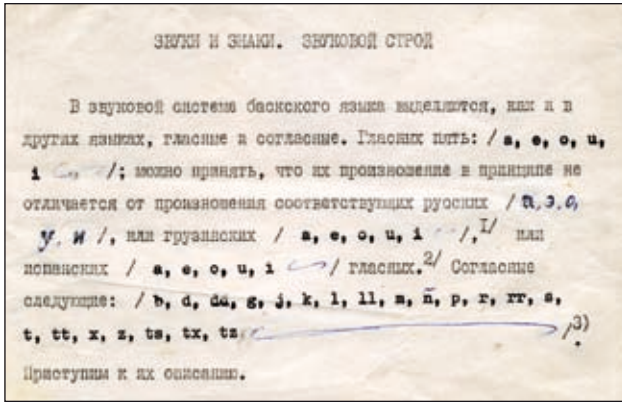 ЗВУКИ И ЗНАКИ. ЗВУКОВОЙ СТРОЙ
В звуковой системе баскского языка выделяются, как и в
других языках, гласные и согласные. Гласных пять: / a, e, o, u,
i /; можно принять, что их произношение в принципе не
отличается от произношения соответствующих русских / а, э, о,
у, и /, или грузинских / a, e, o, u, i /,1/ или
испанских / a, e, o, u, i / гласных.2/ Согласные
следующие: / b, d, dd, g, j, k, l, ll, m, ñ, p, r, rr, s,
t, tt, x, z, ts, tx, tz /3).
Приступим к их описанию.